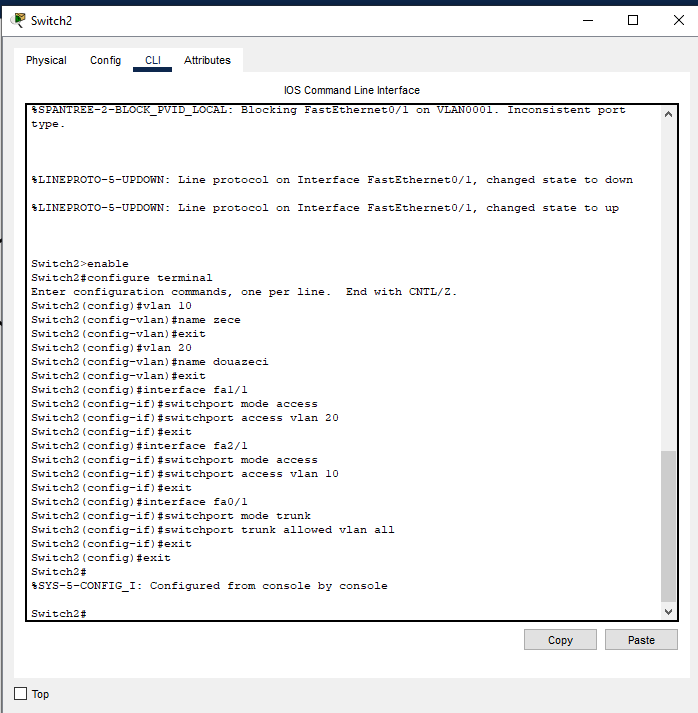 Switch2
Physical Config CLI Attributes
IOS Command Line Interface
%SPANTREE-2-BLOCK_PVID_LOCAL: Blocking FastEthernet0/1 on VLAN0001. Inconsistent port
type.
%LINEPROTO-5-UPDOWN: Line protocol on Interface FastEthernet0/1, changed state to down
%LINEPROTO-5-UPDOWN: Line protocol on Interface FastEthernet0/1, changed state to up
Switch2>enable
Switch2#configure terminal
Enter configuration commands, one per line.  End with CNTL/Z.
Switch2(config)#vlan 10
Switch2(config-vlan)#name zece
Switch2(config-vlan)#exit
Switch2(config)#vlan 20
Switch2(config-vlan)#name douazeci
Switch2(config-vlan)#exit
Switch2(config)#interface fa1/1
Switch2(config-if)#switchport mode access
Switch2(config-if)#switchport access vlan 20
Switch2(config-if)#exit
Switch2(config)#interface fa2/1
Switch2(config-if)#switchport mode access
Switch2(config-if)#switchport access vlan 10
Switch2(config-if)#exit
Switch2(config)#interface fa0/1
Switch2(config-if)#switchport mode trunk
Switch2(config-if)#switchport trunk allowed vlan all
Switch2(config-if)#exit
Switch2(config)#exit
Switch2#
%SYS-5-CONFIG_I: Configured from console by console
Switch2#
Copy Paste
Top